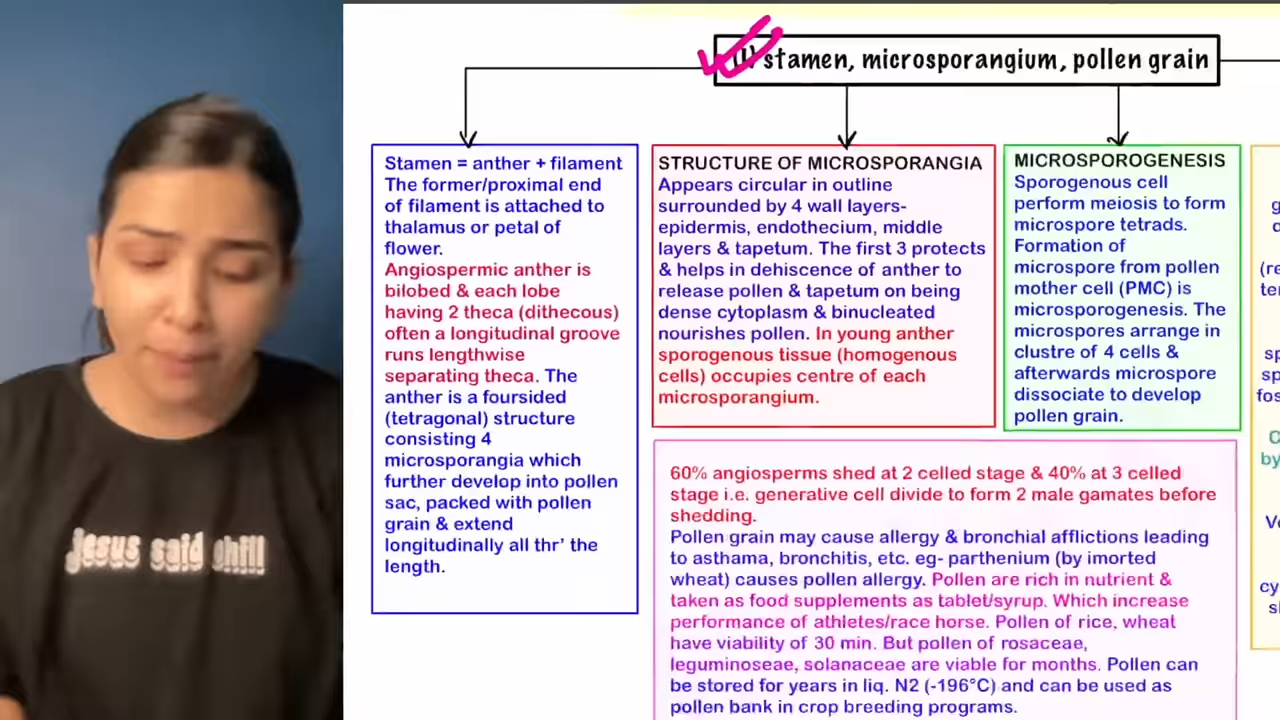 (1) stamen, microsporangium, pollen grain
Stamen = anther + filament
The former/proximal end
of filament is attached to
thalamus or petal of
flower.
Angiospermic anther is
bilobed & each lobe
having 2 theca (dithecous)
often a longitudinal groove
runs lengthwise
separating theca. The
anther is a foursided
(tetragonal) structure
consisting 4
microsporangia which
further develop into pollen
sac, packed with pollen
grain & extend
longitudinally all thr' the
length.
STRUCTURE OF MICROSPORANGIA
Appears circular in outline
surrounded by 4 wall layers-
epidermis, endothecium, middle
layers & tapetum. The first 3 protects
& helps in dehiscence of anther to
release pollen & tapetum on being
dense cytoplasm & binucleated
nourishes pollen. In young anther
sporogenous tissue (homogenous
cells) occupies centre of each
microsporangium.
MICROSPOROGENESIS
Sporogenous cell
perform meiosis to form
microspore tetrads.
Formation of
microspore from pollen
mother cell (PMC) is
microsporogenesis. The
microspores arrange in
clustre of 4 cells &
afterwards microspore
dissociate to develop
pollen grain.
60% angiosperms shed at 2 celled stage & 40% at 3 celled
stage i.e. generative cell divide to form 2 male gamates before
shedding.
Pollen grain may cause allergy & bronchial afflictions leading
to asthma, bronchitis, etc. eg- parthenium (by imorted
wheat) causes pollen allergy. Pollen are rich in nutrient &
taken as food supplements as tablet/syrup. Which increase
performance of athletes/race horse. Pollen of rice, wheat
have viability of 30 min. But pollen of rosaceae,
leguminoseae, solanaceae are viable for months. Pollen can
be stored for years in liq. N2 (-196°C) and can be used as
pollen bank in crop breeding programs.
jesus said chill